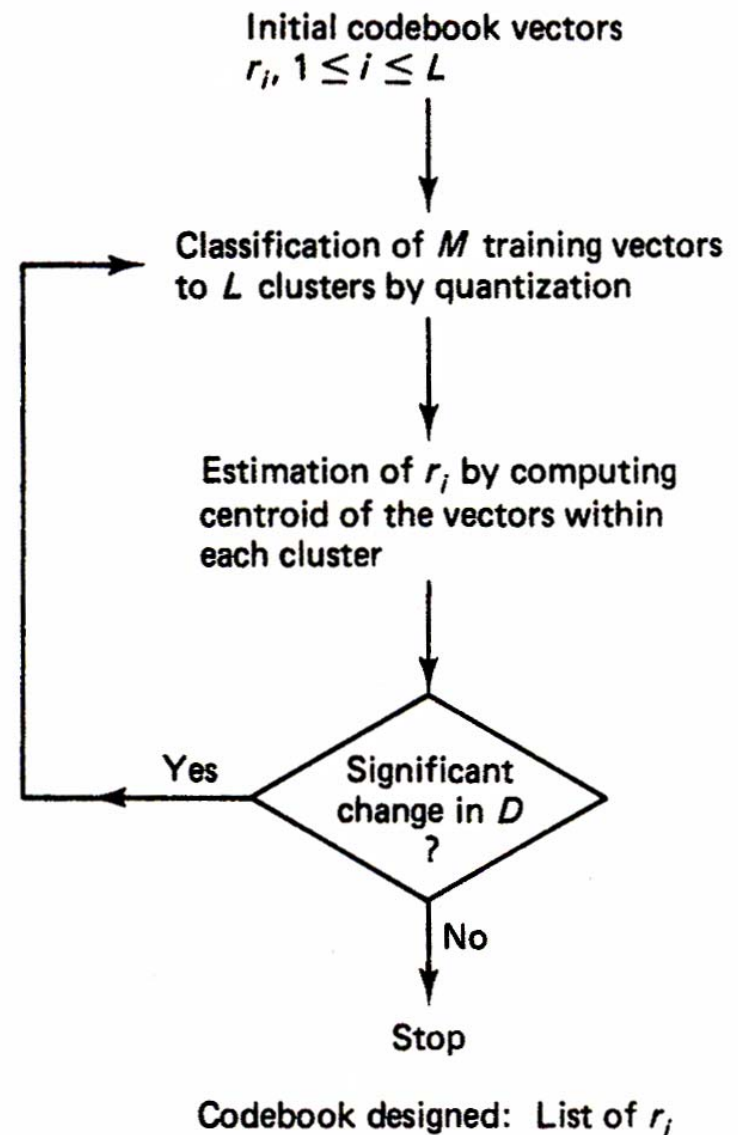 Initial codebook vectors
r_i, 1 ≤ i ≤ L
Classification of M training vectors
to L clusters by quantization
Estimation of r_i by computing
centroid of the vectors within
each cluster
Yes
Significant
change in D
?
No
Stop
Codebook designed: List of r_i